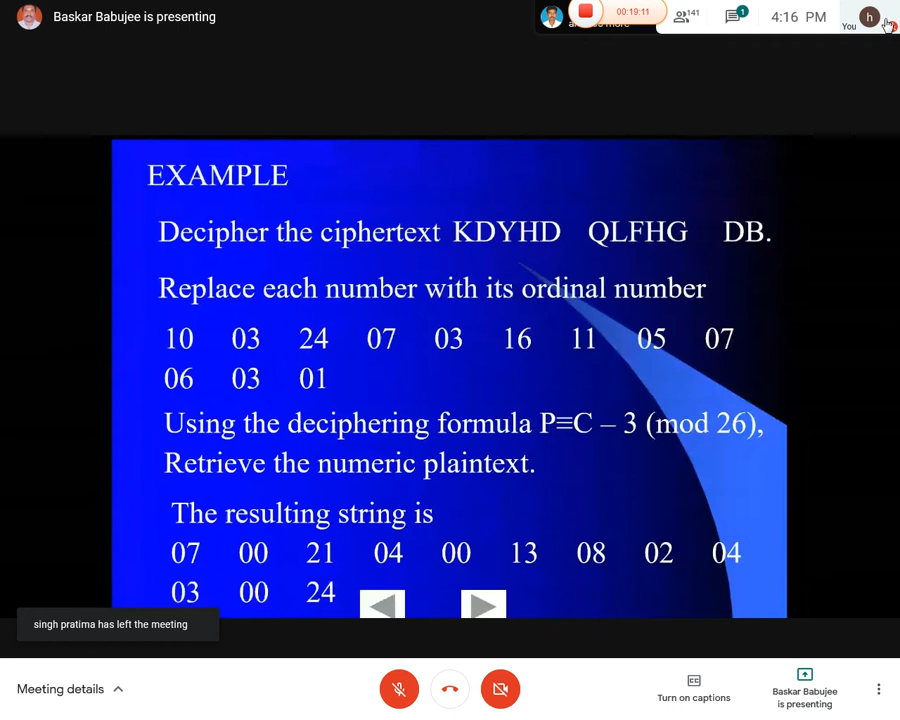 Baskar Babujee is presenting
00:19:11
141
1
4:16 PM
You
h
more
EXAMPLE
Decipher the ciphertext KDYHD QLFHG DB.
Replace each number with its ordinal number
10 03 24 07 03 16 11 05 07
06 03 01
Using the deciphering formula P≡C – 3 (mod 26),
Retrieve the numeric plaintext.
The resulting string is
07 00 21 04 00 13 08 02 04
03 00 24
singh pratima has left the meeting
Meeting details
CC
Turn on captions
Baskar Babujee
is presenting